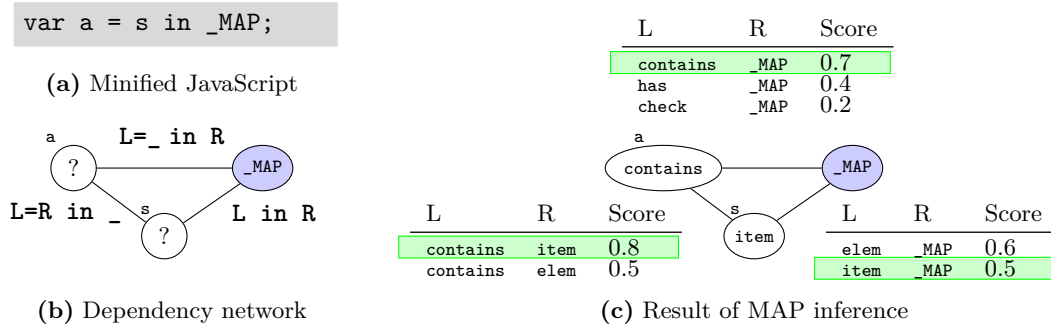 var a = s in _MAP;
(a) Minified JavaScript
a
L=_ in R
?
_MAP
L=R in _
s
L in R
?
(b) Dependency network
L R Score
contains _MAP 0.7
has _MAP 0.4
check _MAP 0.2
a
contains
_MAP
s
item
L R Score
contains item 0.8
contains elem 0.5
L R Score
elem _MAP 0.6
item _MAP 0.5
(c) Result of MAP inference